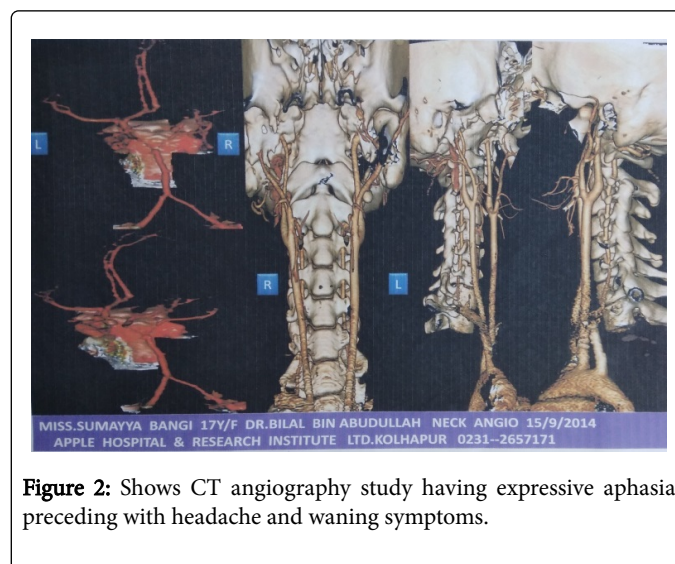 L
R
R
L
MISS.SUMAYYA BANGI 17Y/F DR.BILAL BIN ABUDULLAH NECK ANGIO 15/9/2014
APPLE HOSPITAL & RESEARCH INSTITUTE LTD.KOLHAPUR 0231--2657171
Figure 2: Shows CT angiography study having expressive aphasia
preceding with headache and waning symptoms.